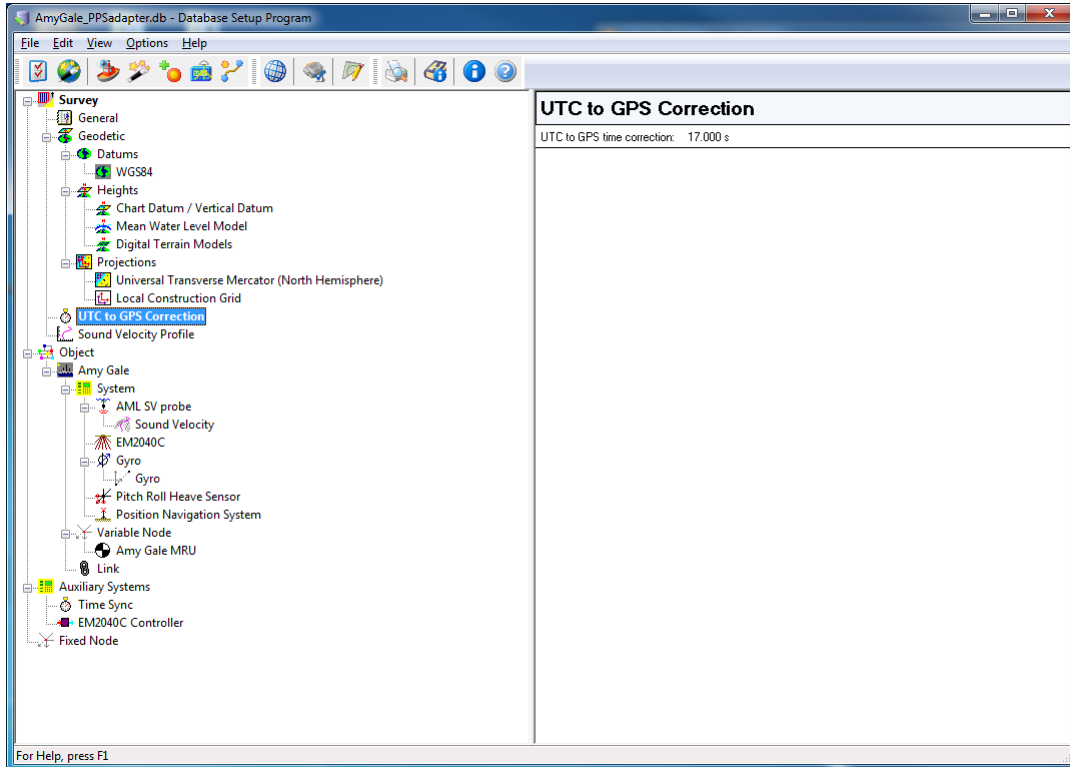 AmyGale_PPSadapter.db - Database Setup Program
File Edit View Options Help
Survey
General
Geodetic
Datums
WGS84
Heights
Chart Datum / Vertical Datum
Mean Water Level Model
Digital Terrain Models
Projections
Universal Transverse Mercator (North Hemisphere)
Local Construction Grid
UTC to GPS Correction
Sound Velocity Profile
Object
Amy Gale
System
AML SV probe
Sound Velocity
EM2040C
Gyro
Gyro
Pitch Roll Heave Sensor
Position Navigation System
Variable Node
Amy Gale MRU
Link
Auxiliary Systems
Time Sync
EM2040C Controller
Fixed Node
UTC to GPS Correction
UTC to GPS time correction: 17.000 s
For Help, press F1